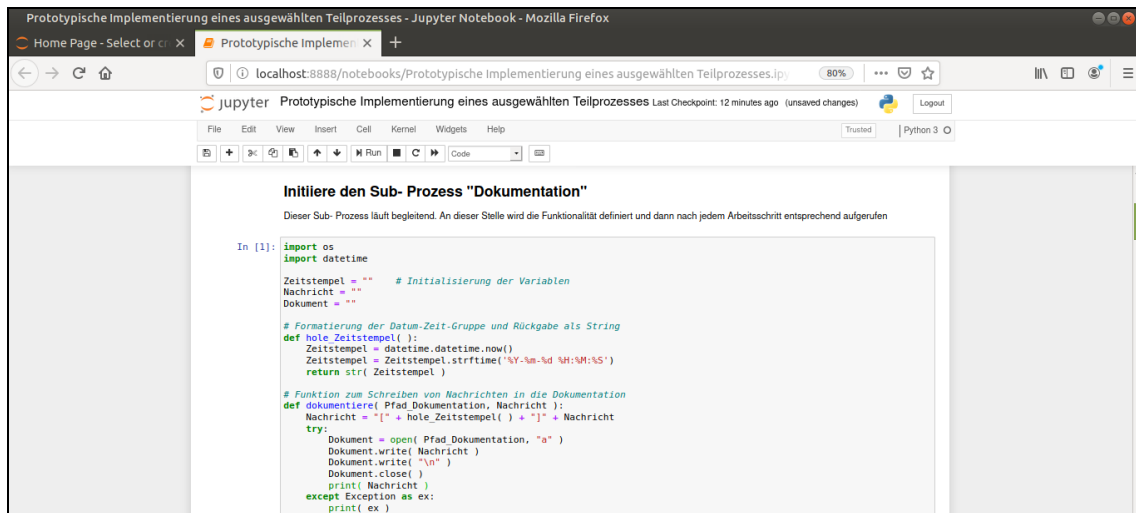 Prototypische Implementierung eines ausgewählten Teilprozesses - Jupyter Notebook - Mozilla Firefox
Home Page - Select or cr
Prototypische Implemen
localhost:8888/notebooks/Prototypische Implementierung eines ausgewählten Teilprozesses.ipy
80%
jupyter Prototypische Implementierung eines ausgewählten Teilprozesses Last Checkpoint: 12 minutes ago (unsaved changes)
Logout
File Edit View Insert Cell Kernel Widgets Help
Trusted
Python 3
Run
Code
Initiiere den Sub- Prozess "Dokumentation"
Dieser Sub- Prozess läuft begleitend. An dieser Stelle wird die Funktionalität definiert und dann nach jedem Arbeitsschritt entsprechend aufgerufen
In [1]: import os
import datetime
Zeitstempel = "" # Initialisierung der Variablen
Nachricht = ""
Dokument = ""
# Formatierung der Datum-Zeit-Gruppe und Rückgabe als String
def hole_Zeitstempel( ):
Zeitstempel = datetime.datetime.now()
Zeitstempel = Zeitstempel.strftime('%Y-%m-%d %H:%M:%S')
return str( Zeitstempel )
# Funktion zum Schreiben von Nachrichten in die Dokumentation
def dokumentiere( Pfad_Dokumentation, Nachricht ):
Nachricht = "[" + hole_Zeitstempel( ) + "]" + Nachricht
try:
Dokument = open( Pfad_Dokumentation, "a" )
Dokument.write( Nachricht )
Dokument.write( "\n" )
Dokument.close( )
print( Nachricht )
except Exception as ex:
print( ex )